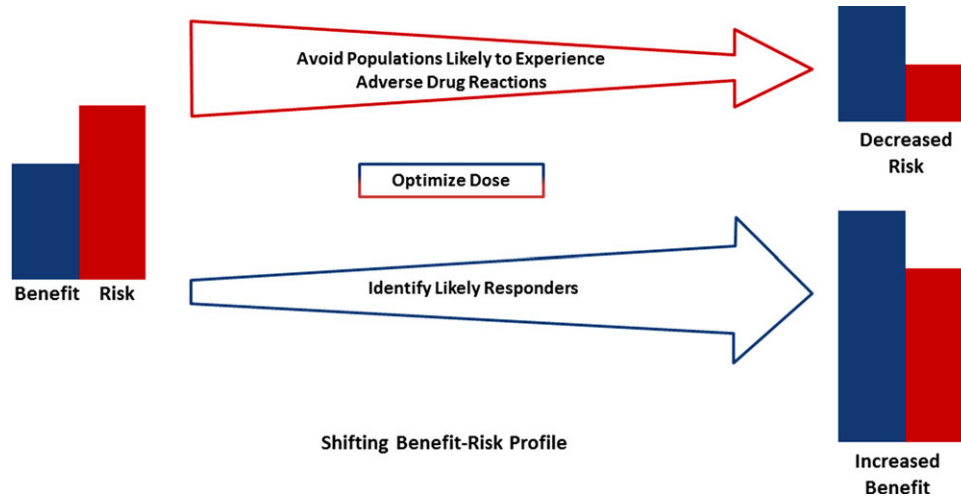 Avoid Populations Likely to Experience
Adverse Drug Reactions
Decreased
Risk
Optimize Dose
Benefit Risk
Identify Likely Responders
Shifting Benefit-Risk Profile
Increased
Benefit